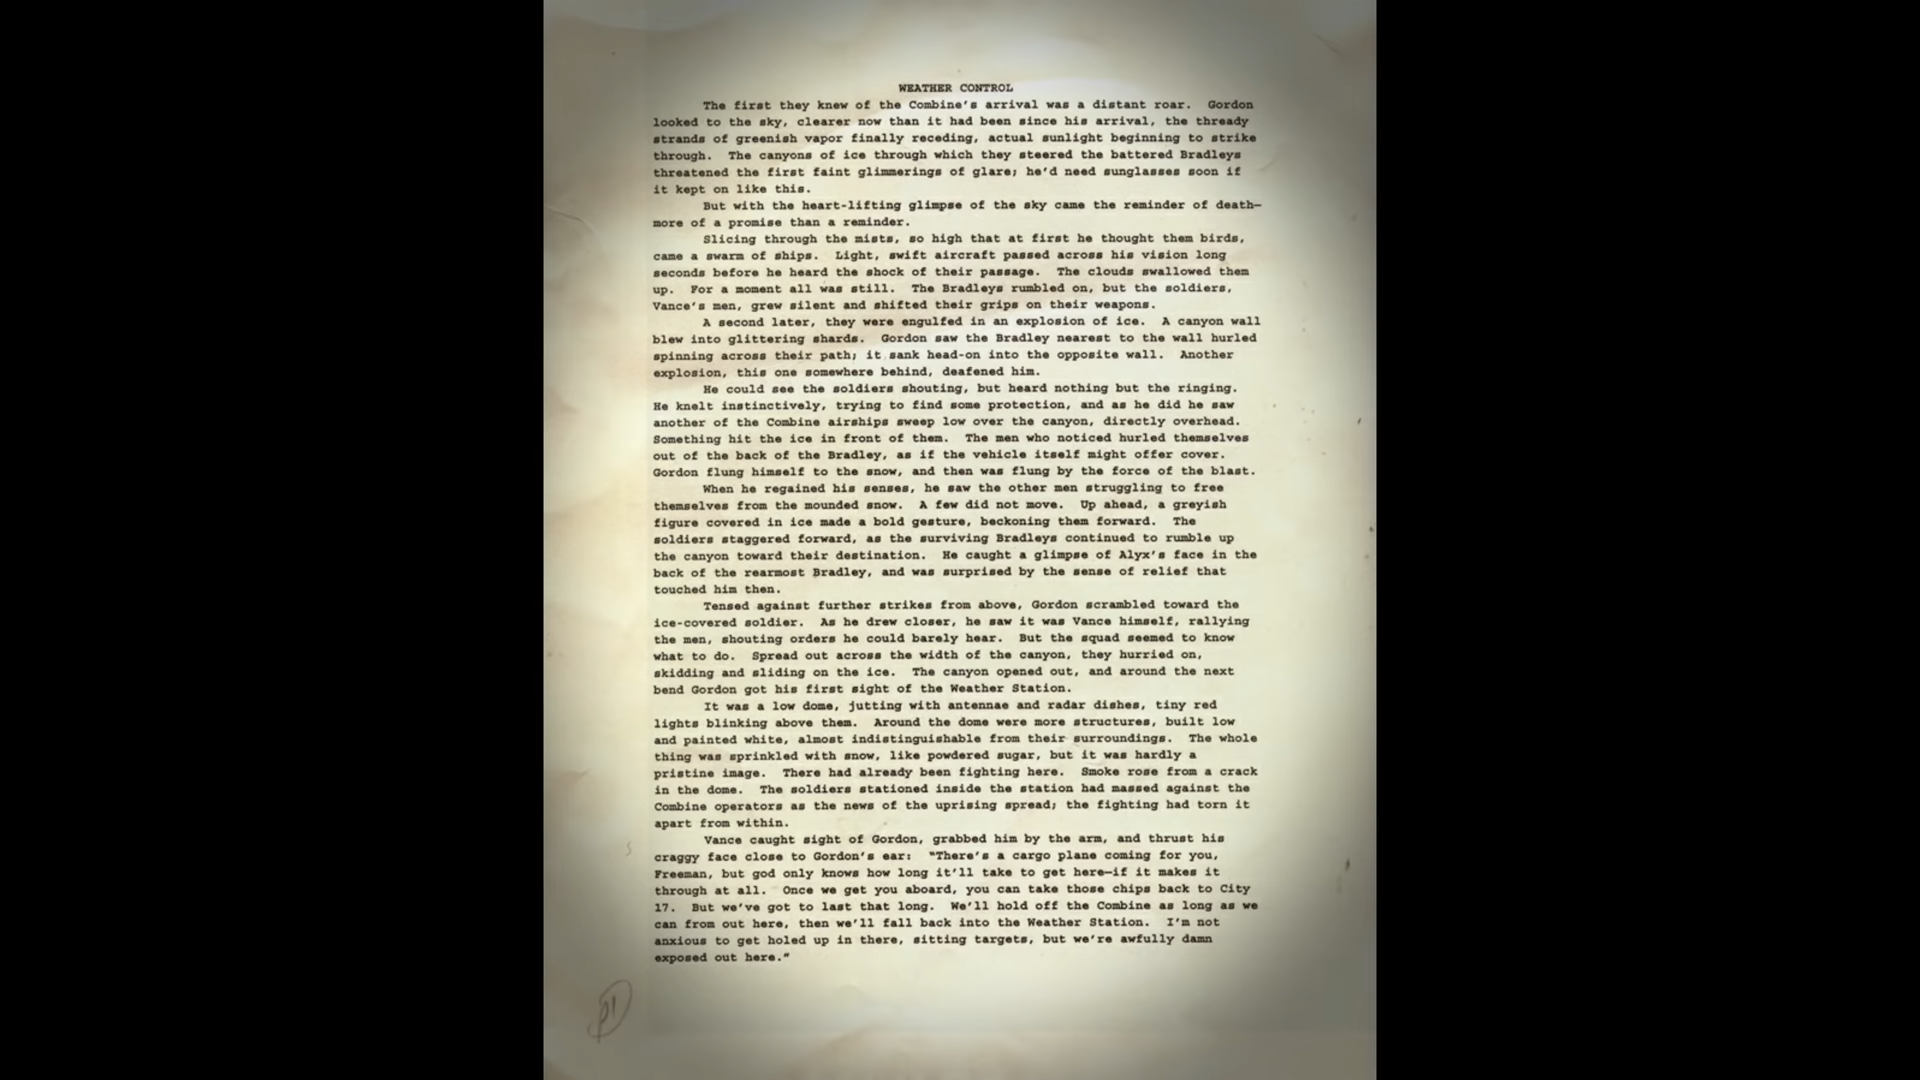 WEATHER CONTROL
The first they knew of the Combine's arrival was a distant roar.  Gordon
looked to the sky, clearer now than it had been since his arrival, the thready
strands of greenish vapor finally receding, actual sunlight beginning to strike
through.  The canyons of ice through which they steered the battered Bradleys
threatened the first faint glimmerings of glare; he'd need sunglasses soon if
it kept on like this.
But with the heart-lifting glimpse of the sky came the reminder of death—
more of a promise than a reminder.
Slicing through the mists, so high that at first he thought them birds,
came a swarm of ships.  Light, swift aircraft passed across his vision long
seconds before he heard the shock of their passage.  The clouds swallowed them
up.  For a moment all was still.  The Bradleys rumbled on, but the soldiers,
Vance's men, grew silent and shifted their grips on their weapons.
A second later, they were engulfed in an explosion of ice.  A canyon wall
blew into glittering shards.  Gordon saw the Bradley nearest to the wall hurled
spinning across their path; it sank head-on into the opposite wall.  Another
explosion, this one somewhere behind, deafened him.
He could see the soldiers shouting, but heard nothing but the ringing.
He knelt instinctively, trying to find some protection, and as he did he saw
another of the Combine airships sweep low over the canyon, directly overhead.
Something hit the ice in front of them.  The men who noticed hurled themselves
out of the back of the Bradley, as if the vehicle itself might offer cover.
Gordon flung himself to the snow, and then was flung by the force of the blast.
When he regained his senses, he saw the other men struggling to free
themselves from the mounded snow.  A few did not move.  Up ahead, a greyish
figure covered in ice made a bold gesture, beckoning them forward.  The
soldiers staggered forward, as the surviving Bradleys continued to rumble up
the canyon toward their destination.  He caught a glimpse of Alyx's face in the
back of the rearmost Bradley, and was surprised by the sense of relief that
touched him then.
Tensed against further strikes from above, Gordon scrambled toward the
ice-covered soldier.  As he drew closer, he saw it was Vance himself, rallying
the men, shouting orders he could barely hear.  But the squad seemed to know
what to do.  Spread out across the width of the canyon, they hurried on,
skidding and sliding on the ice.  The canyon opened out, and around the next
bend Gordon got his first sight of the Weather Station.
It was a low dome, jutting with antennae and radar dishes, tiny red
lights blinking above them.  Around the dome were more structures, built low
and painted white, almost indistinguishable from their surroundings.  The whole
thing was sprinkled with snow, like powdered sugar, but it was hardly a
pristine image.  There had already been fighting here.  Smoke rose from a crack
in the dome.  The soldiers stationed inside the station had massed against the
Combine operators as the news of the uprising spread; the fighting had torn it
apart from within.
Vance caught sight of Gordon, grabbed him by the arm, and thrust his
craggy face close to Gordon's ear:  "There's a cargo plane coming for you,
Freeman, but god only knows how long it'll take to get here—if it makes it
through at all.  Once we get you aboard, you can take those chips back to City
17.  But we've got to last that long.  We'll hold off the Combine as long as we
can from out here, then we'll fall back into the Weather Station.  I'm not
anxious to get holed up in there, sitting targets, but we're awfully damn
exposed out here."